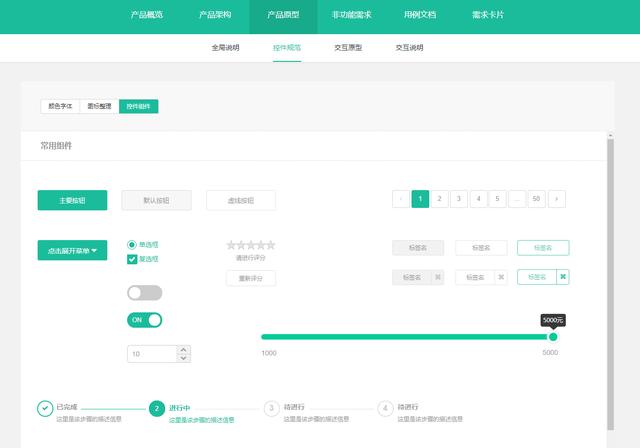 产品概览 产品架构 产品原型 非功能需求 用例文档 需求卡片
全局说明 控件规范 交互原型 交互说明
颜色字体 图标整理 控件组件
常用组件
主要按钮 默认按钮 虚线按钮 ‹ 1 2 3 4 5 ... 50 ›
点击展开菜单 单选框 标签名 标签名 标签名
复选框 请进行评分
重新评分 标签名 标签名 标签名
ON 5000元
10 1000 5000
已完成 2 进行中 3 待进行 4 待进行
这里是该步骤的描述信息 这里是该步骤的描述信息 这里是该步骤的描述信息 这里是该步骤的描述信息